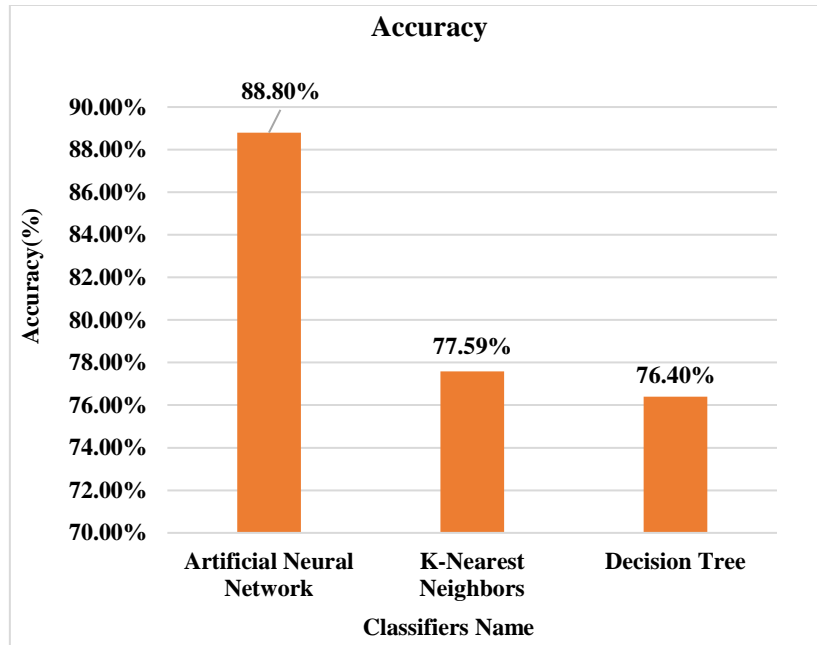 Accuracy
88.80%
90.00%
88.00%
86.00%
84.00%
82.00%
80.00%
78.00%
76.00%
74.00%
72.00%
70.00%
Accuracy(%)
77.59%
76.40%
Artificial Neural
Network
K-Nearest
Neighbors
Decision Tree
Classifiers Name